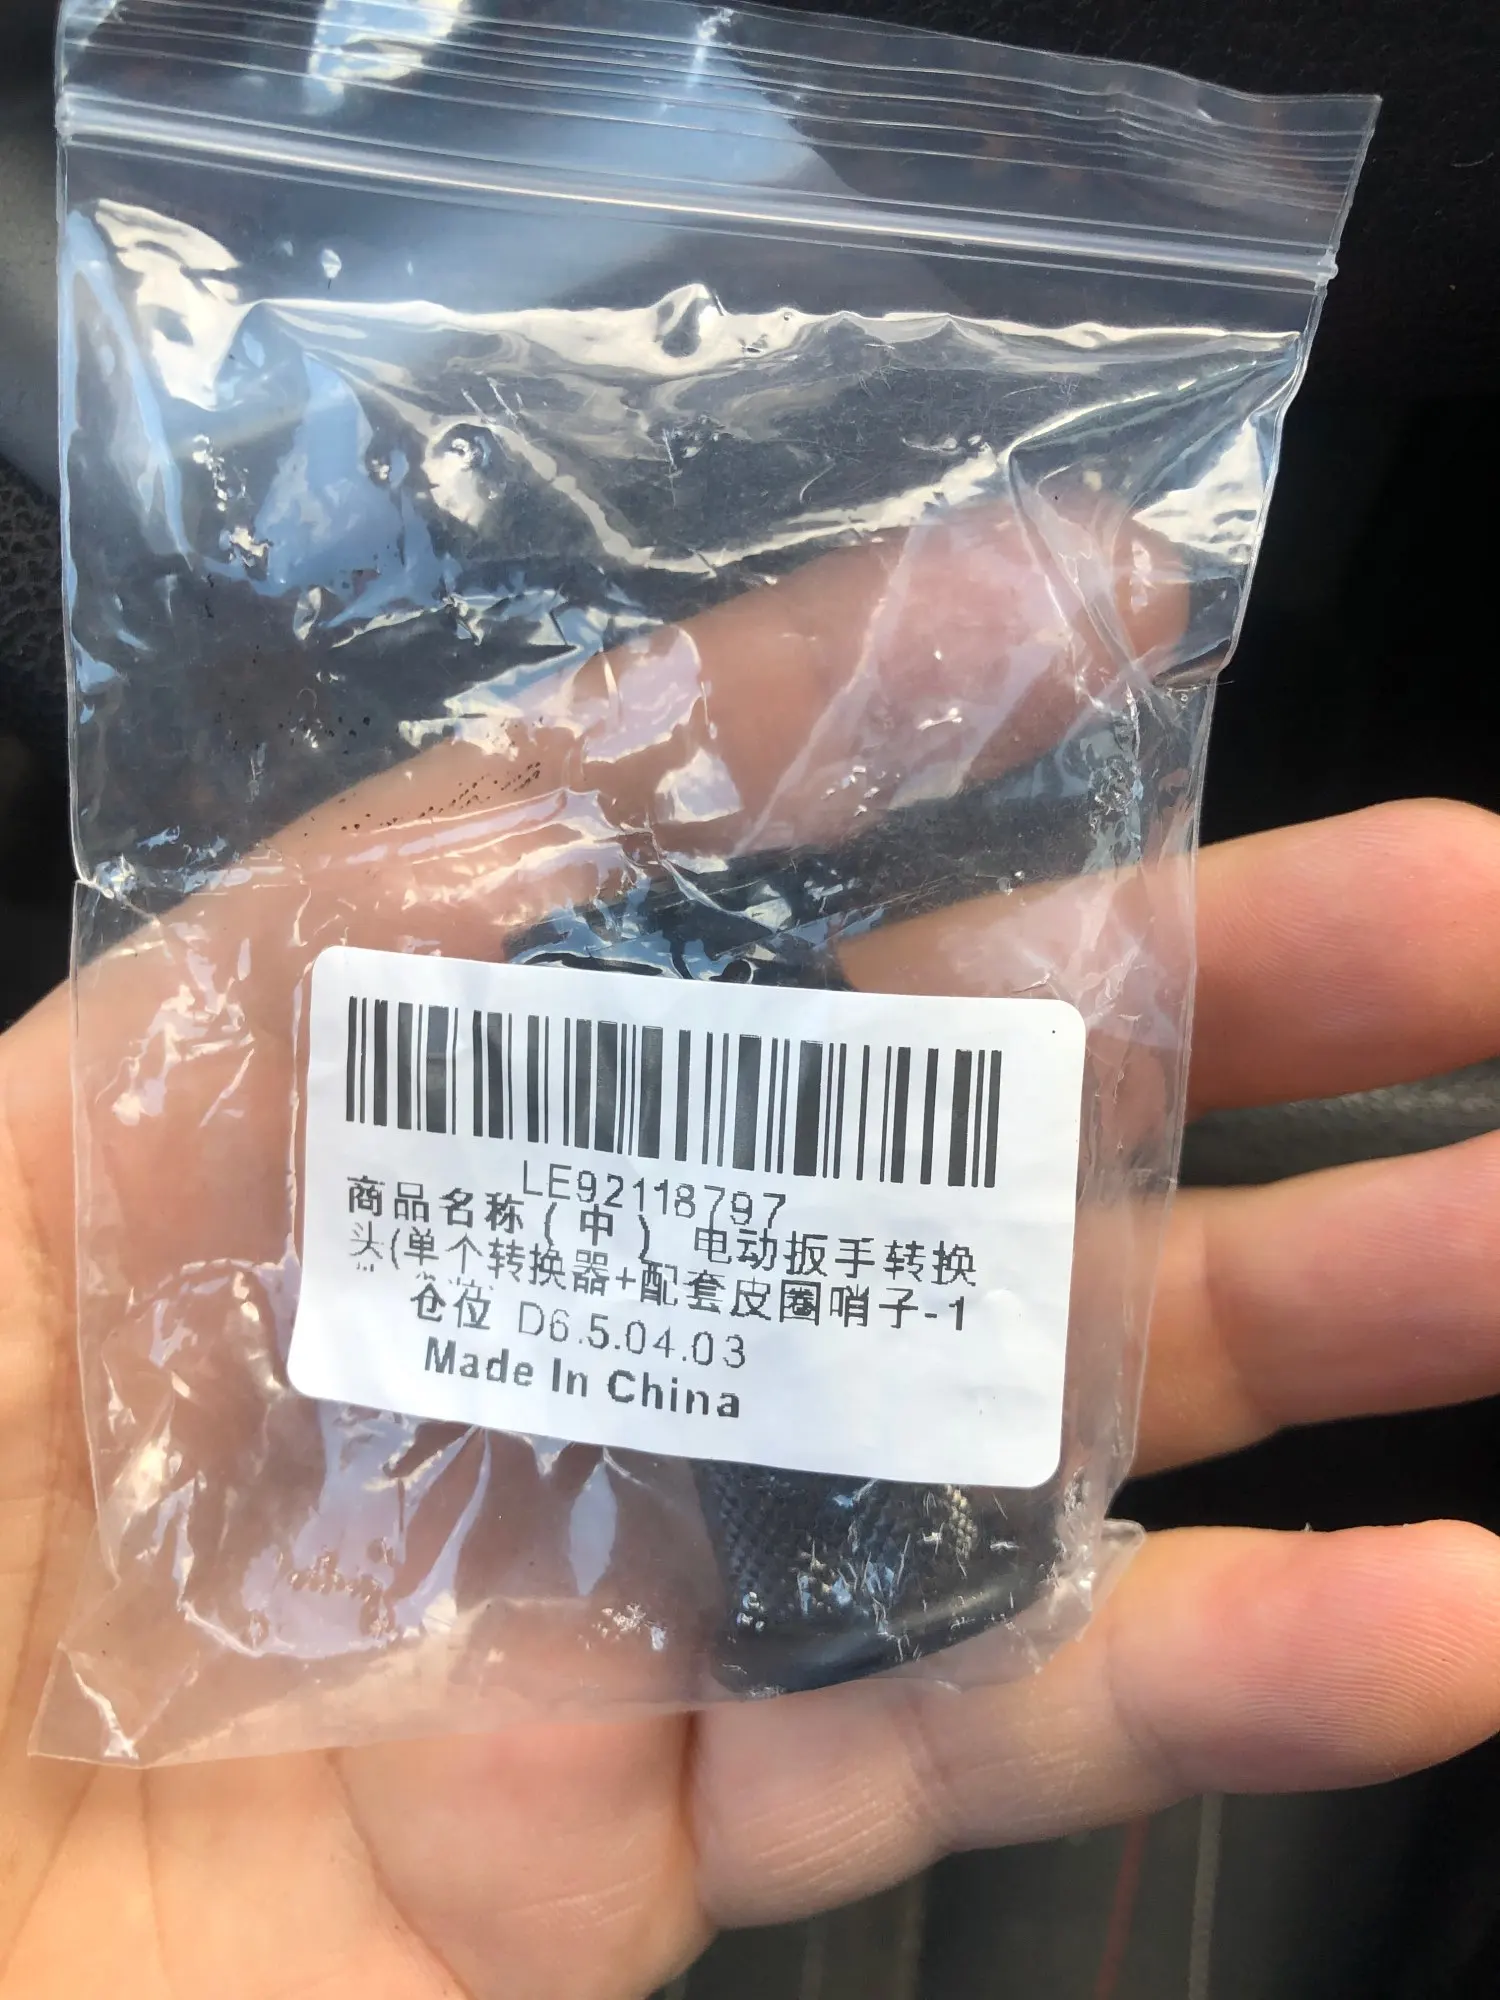 LE92118797
商品名称（中） 电动扳手转换
头(单个转换器+配套皮圈哨子-1
仓位 D6.5.04.03
Made In China